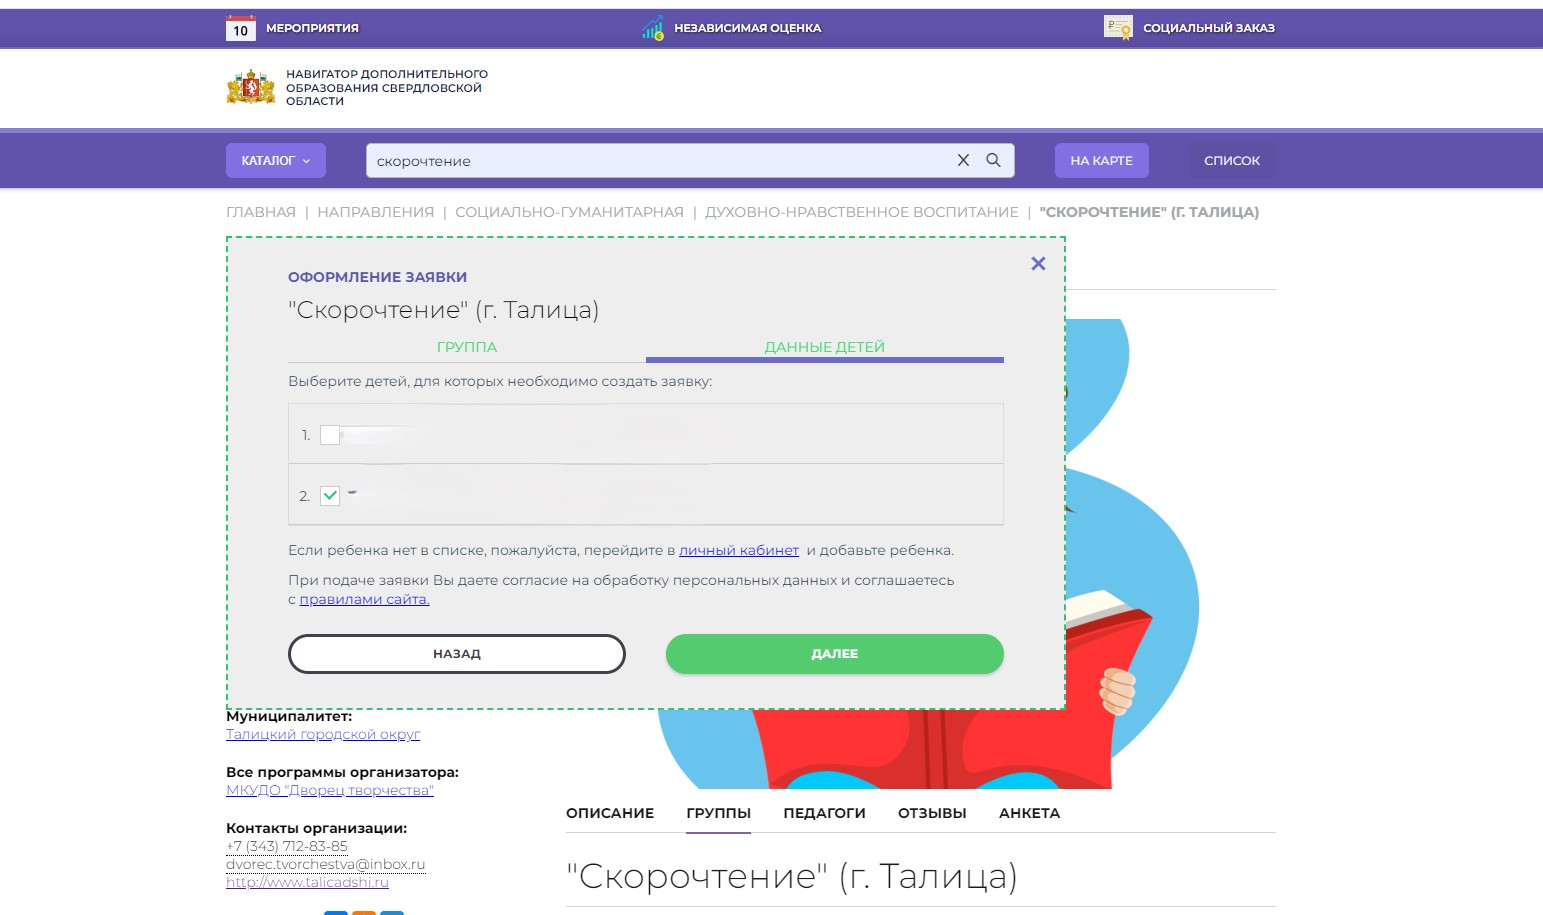 10 МЕРОПРИЯТИЯ
НЕЗАВИСИМАЯ ОЦЕНКА
СОЦИАЛЬНЫЙ ЗАКАЗ
НАВИГАТОР ДОПОЛНИТЕЛЬНОГО
ОБРАЗОВАНИЯ СВЕРДЛОВСКОЙ
ОБЛАСТИ
КАТАЛОГ
скорочтение
НА КАРТЕ
СПИСОК
ГЛАВНАЯ | НАПРАВЛЕНИЯ | СОЦИАЛЬНО-ГУМАНИТАРНАЯ | ДУХОВНО-НРАВСТВЕННОЕ ВОСПИТАНИЕ | "СКОРОЧТЕНИЕ" (Г. ТАЛИЦА)
ОФОРМЛЕНИЕ ЗАЯВКИ
"Скорочтение" (г. Талица)
ГРУППА
ДАННЫЕ ДЕТЕЙ
Выберите детей, для которых необходимо создать заявку:
1.
2.
Если ребенка нет в списке, пожалуйста, перейдите в личный кабинет и добавьте ребенка.
При подаче заявки Вы даете согласие на обработку персональных данных и соглашаетесь
с правилами сайта.
НАЗАД
ДАЛЕЕ
Муниципалитет:
Талицкий городской округ
Все программы организатора:
МКУДО "Дворец творчества"
Контакты организации:
+7 (343) 712-83-85
dvorec.tvorchestva@inbox.ru
http://www.talicadshi.ru
ОПИСАНИЕ
ГРУППЫ
ПЕДАГОГИ
ОТЗЫВЫ
АНКЕТА
"Скорочтение" (г. Талица)